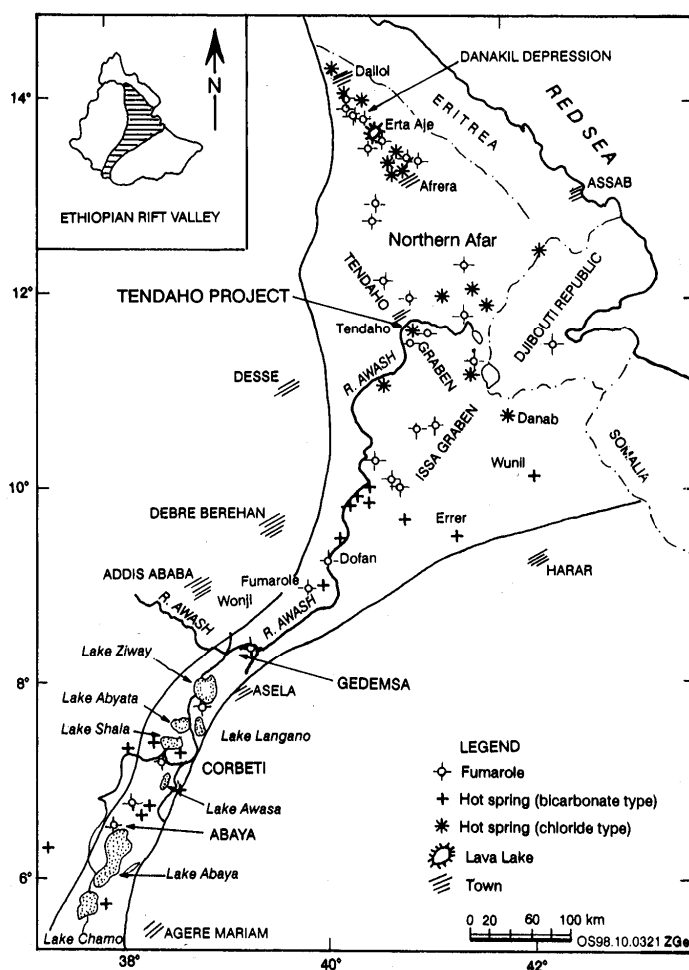 N
ETHIOPIAN RIFT VALLEY
14°
Dallol
DANAKIL DEPRESSION
ERITREA
RED SEA
Erta Aje
Afrera
ASSAB
Northern Afar
TENDAHO
GRABEN
DJIBOUTI REPUBLIC
12°
TENDAHO PROJECT
Tendaho
DESSE
R. AWASH
ISSA GRABEN
Danab
SOMALIA
Wunil
10°
DEBRE BEREHAN
Errer
Dofan
HARAR
ADDIS ABABA
Fumarole
Wonji
R. AWASH
R. AWASH
Lake Ziway
GEDEMSA
8°
ASELA
Lake Abyata
Lake Shala
Lake Langano
CORBETI
Lake Awasa
ABAYA
Lake Abaya
6°
AGERE MARIAM
Lake Chamo
LEGEND
Fumarole
Hot spring (bicarbonate type)
Hot spring (chloride type)
Lava Lake
Town
0 20 60 100 km
OS98.10.0321 ZGe
38° 40° 42°